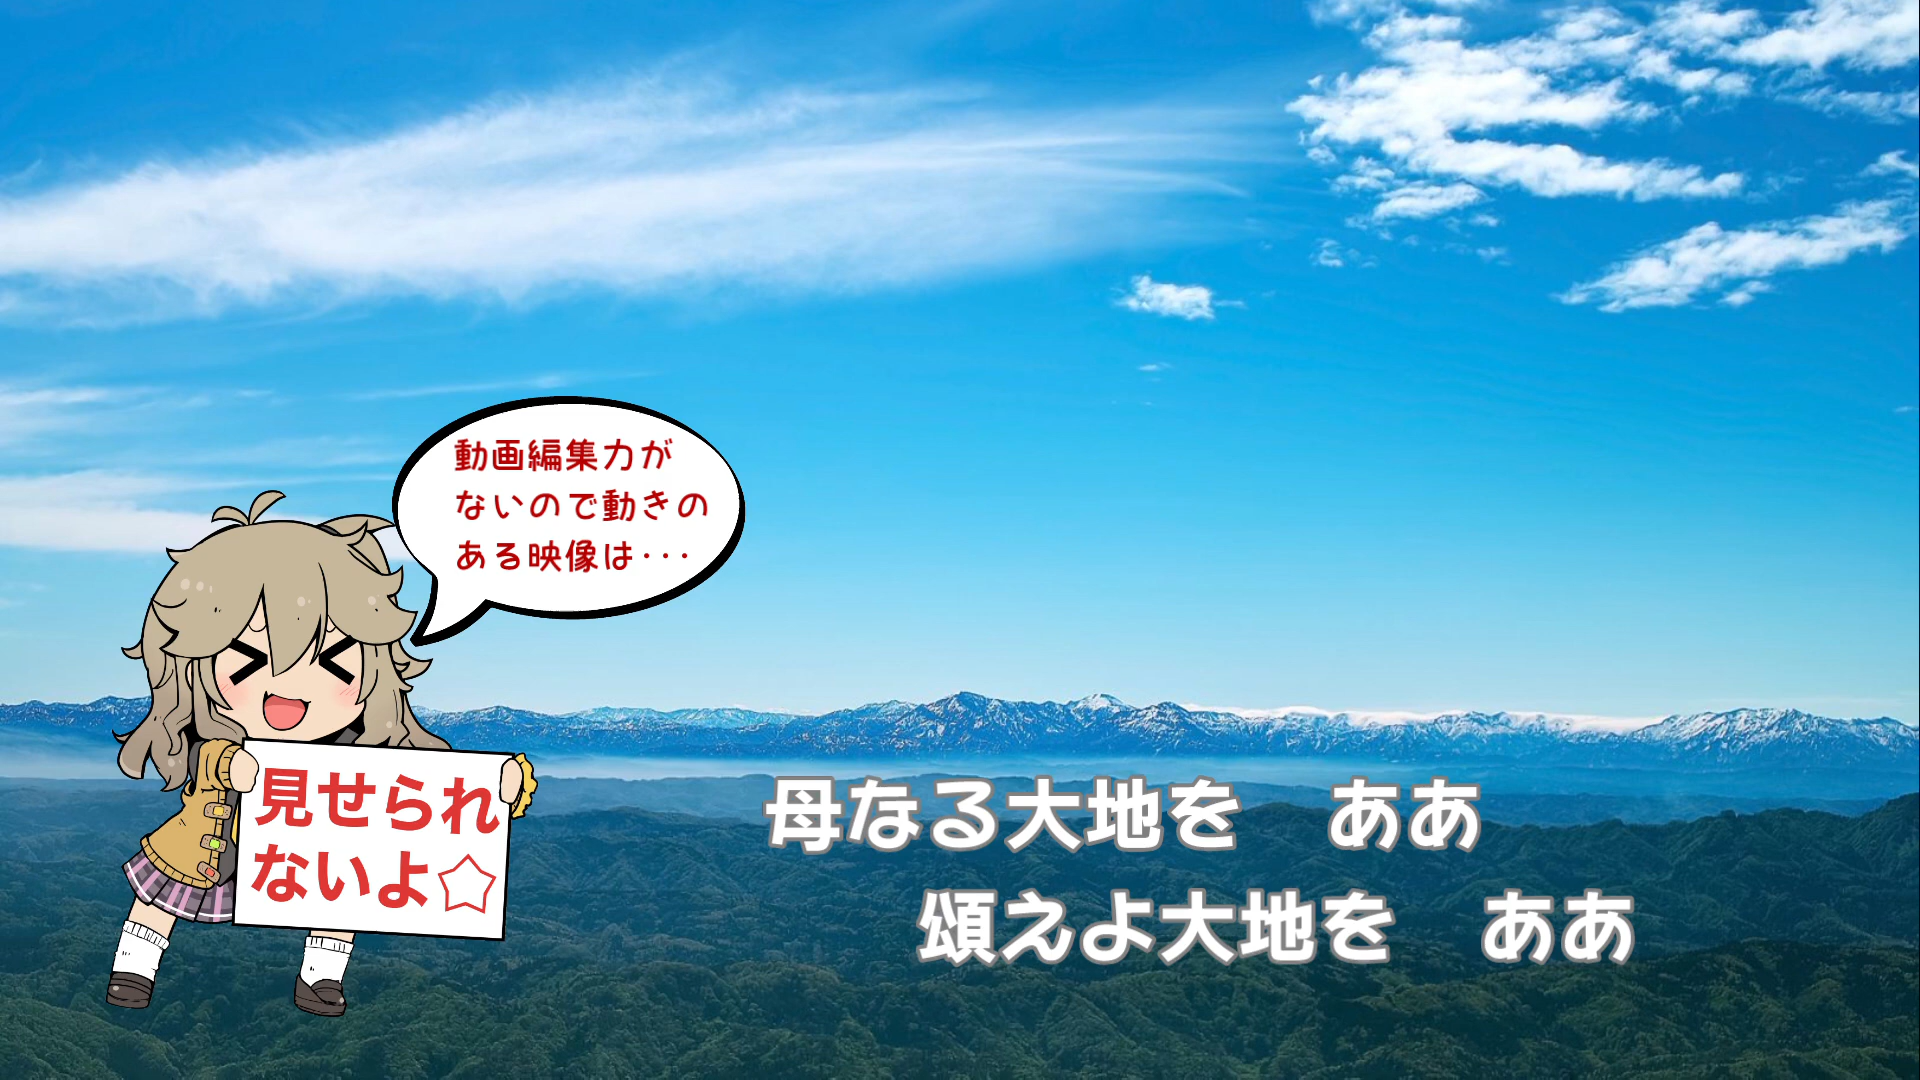 動画編集力が
ないので動きの
ある映像は･･･
見せられ
ないよ☆
母なる大地を　ああ
頌えよ大地を　ああ